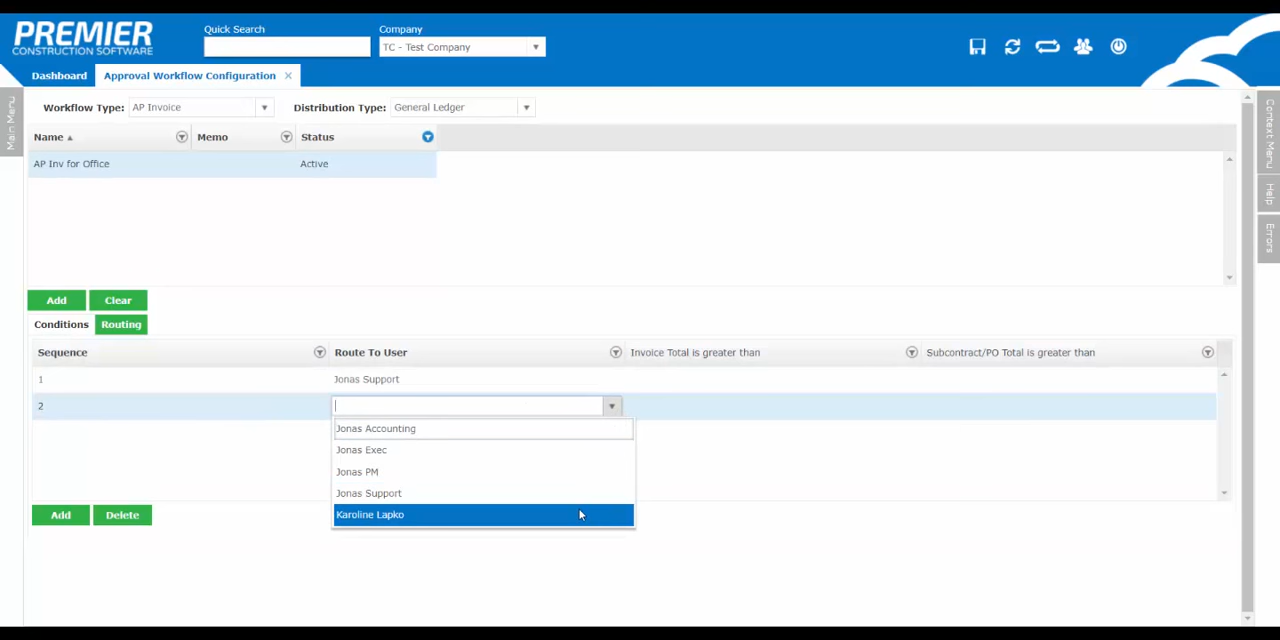 PREMIER
CONSTRUCTION SOFTWARE
Quick Search
Company
TC - Test Company
Dashboard
Approval Workflow Configuration
Main Menu
Workflow Type:
AP Invoice
Distribution Type:
General Ledger
Name
Memo
Status
AP Inv for Office
Active
Add
Clear
Conditions
Routing
Sequence
Route To User
Invoice Total is greater than
Subcontract/PO Total is greater than
1
Jonas Support
2
Jonas Accounting
Jonas Exec
Jonas PM
Jonas Support
Karoline Lapko
Add
Delete
Context Menu
Help
Errors